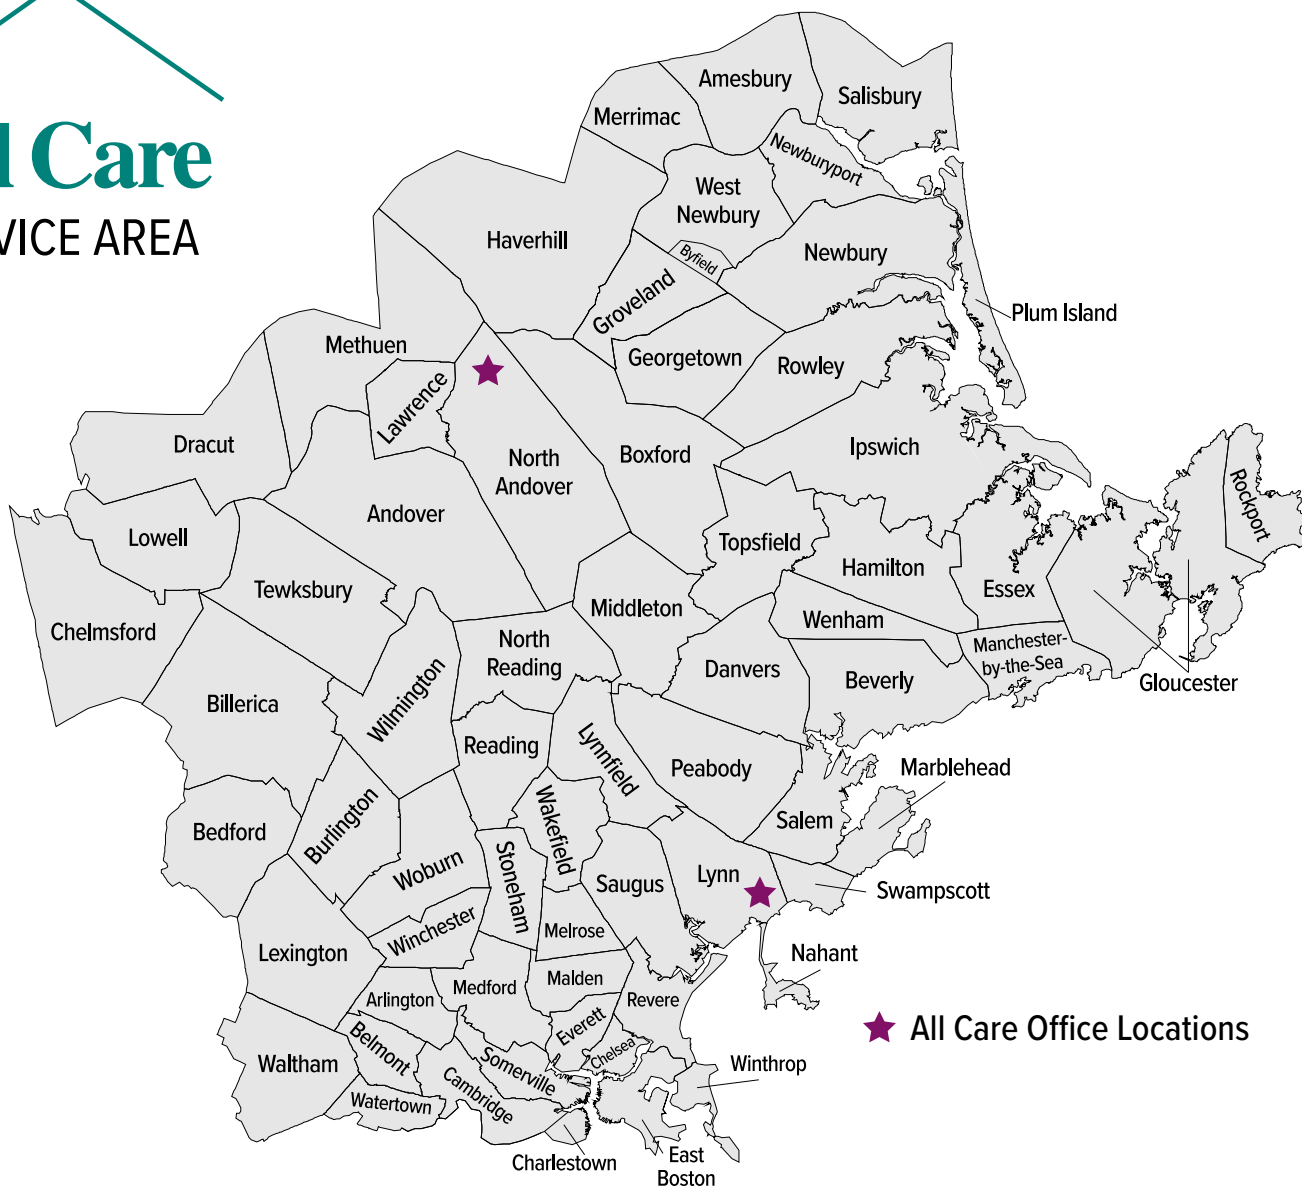 l Care
VICE AREA
Amesbury
Salisbury
Merrimac
Newburyport
West
Newbury
Haverhill
Byfield
Newbury
Groveland
Plum Island
Methuen
Georgetown
Rowley
Lawrence
Dracut
North
Andover
Boxford
Ipswich
Rockport
Andover
Lowell
Topsfield
Hamilton
Essex
Tewksbury
Middleton
Wenham
Chelmsford
North
Reading
Manchester-
by-the-Sea
Danvers
Beverly
Gloucester
Billerica
Wilmington
Reading
Lynnfield
Peabody
Marblehead
Bedford
Burlington
Wakefield
Salem
Woburn
Stoneham
Saugus
Lynn
Swampscott
Winchester
Melrose
Lexington
Nahant
Malden
Medford
Arlington
Revere
All Care Office Locations
Everett
Belmont
Chelsea
Waltham
Somerville
Winthrop
Cambridge
Watertown
Charlestown
East
Boston